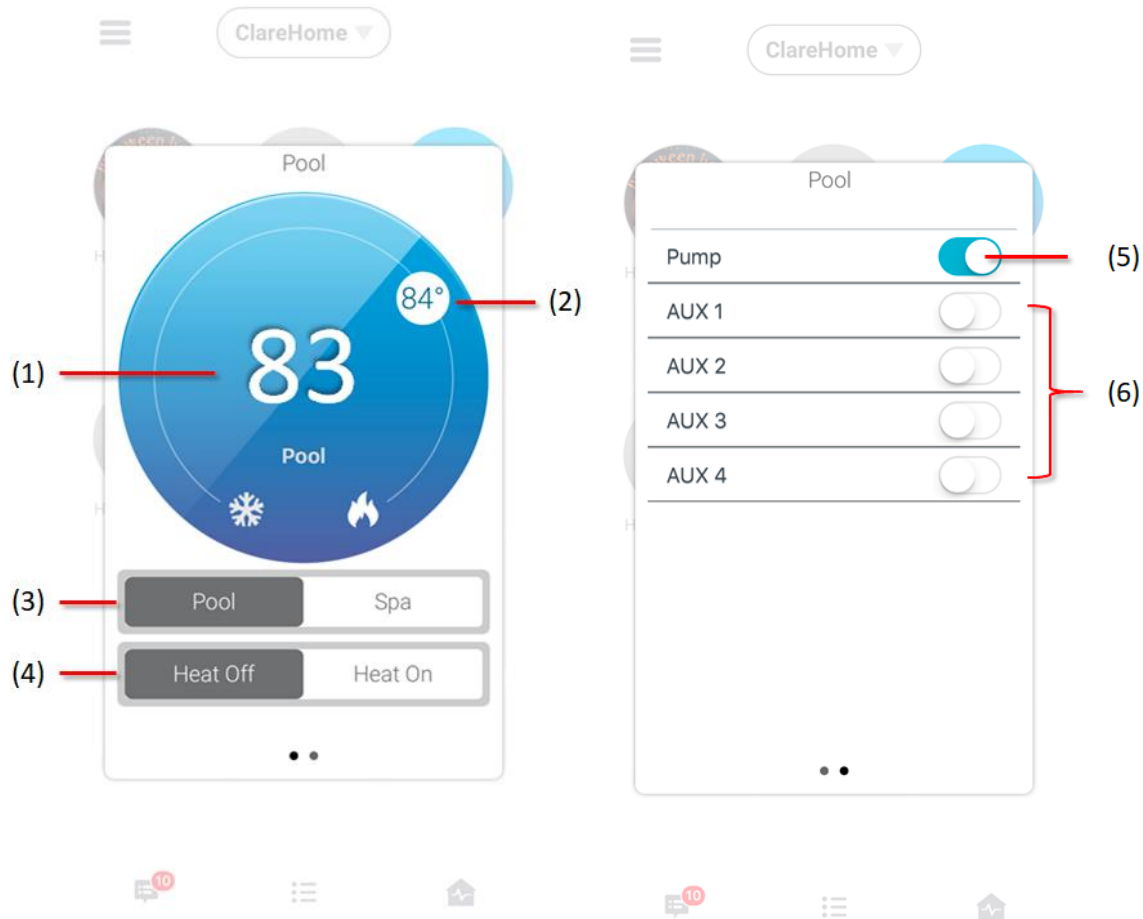 ClareHome
Pool
84°
(2)
(1)
83
Pool
(3)
Pool Spa
(4)
Heat Off Heat On
10
ClareHome
Pool
Pump
(5)
AUX 1
AUX 2
AUX 3
(6)
AUX 4
10